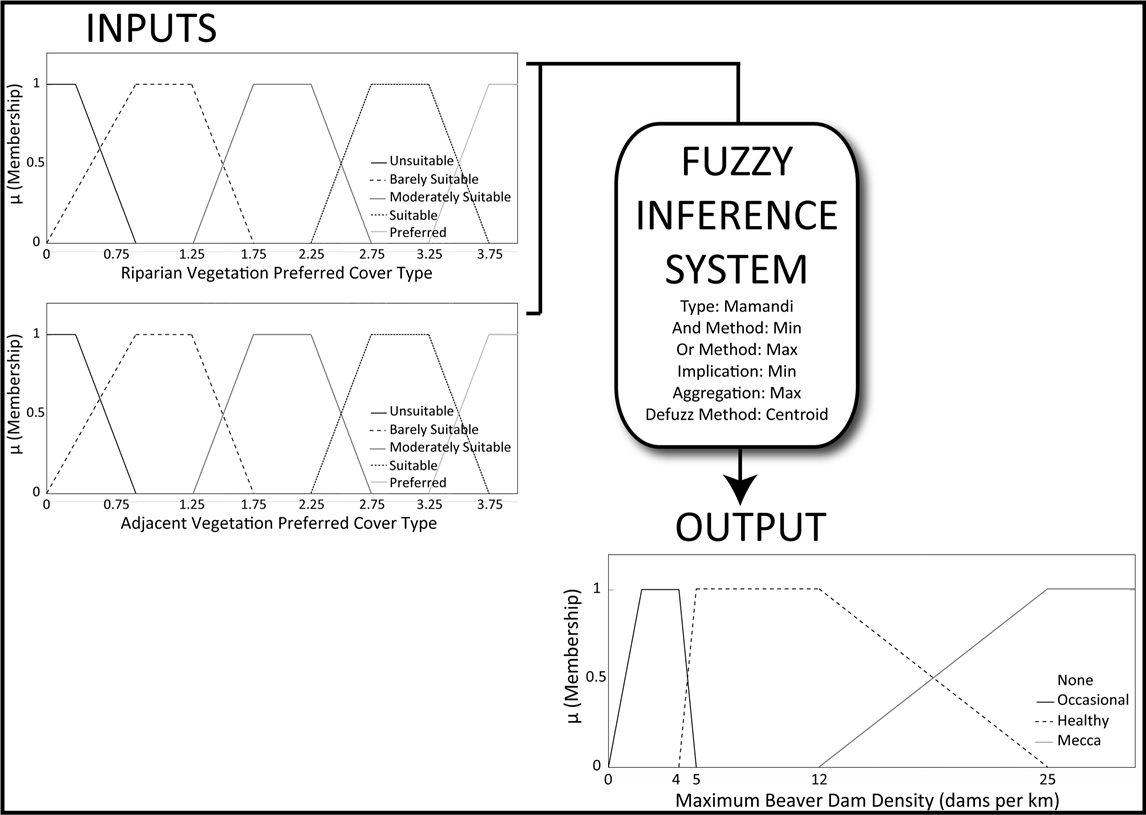 INPUTS
1
0.5
0
μ (Membership)
Unsuitable
Barely Suitable
Moderately Suitable
Suitable
Preferred
0 0.75 1.25 1.75 2.25 2.75 3.25 3.75
Riparian Vegetation Preferred Cover Type
1
0.5
0
μ (Membership)
Unsuitable
Barely Suitable
Moderately Suitable
Suitable
Preferred
0 0.75 1.25 1.75 2.25 2.75 3.25 3.75
Adjacent Vegetation Preferred Cover Type
FUZZY
INFERENCE
SYSTEM
Type: Mamandi
And Method: Min
Or Method: Max
Implication: Min
Aggregation: Max
Defuzz Method: Centroid
OUTPUT
1
0.5
0
μ (Membership)
None
Occasional
Healthy
Mecca
0 4 5 12 25
Maximum Beaver Dam Density (dams per km)